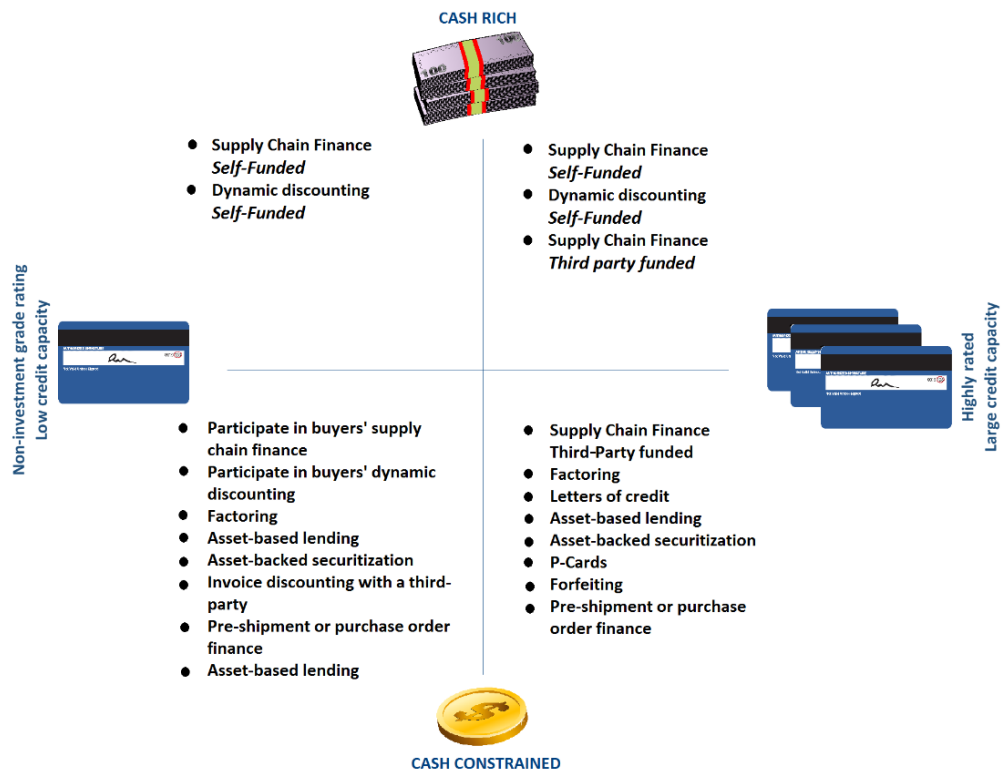 CASH RICH
100
100
Supply Chain Finance
Self-Funded
Dynamic discounting
Self-Funded
Supply Chain Finance
Self-Funded
Dynamic discounting
Self-Funded
Supply Chain Finance
Third party funded
Non-investment grade rating
Low credit capacity
Highly rated
Large credit capacity
Participate in buyers' supply
chain finance
Participate in buyers' dynamic
discounting
Factoring
Asset-based lending
Asset-backed securitization
Invoice discounting with a third-
party
Pre-shipment or purchase order
finance
Asset-based lending
Supply Chain Finance
Third-Party funded
Factoring
Letters of credit
Asset-based lending
Asset-backed securitization
P-Cards
Forfeiting
Pre-shipment or purchase
order finance
$
CASH CONSTRAINED